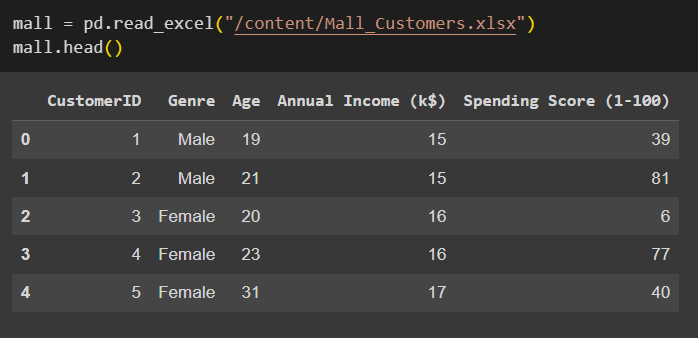 mall = pd.read_excel("/content/Mall_Customers.xlsx")
mall.head()
CustomerID Genre Age Annual Income (k$) Spending Score (1-100)
0 1 Male 19 15 39
1 2 Male 21 15 81
2 3 Female 20 16 6
3 4 Female 23 16 77
4 5 Female 31 17 40